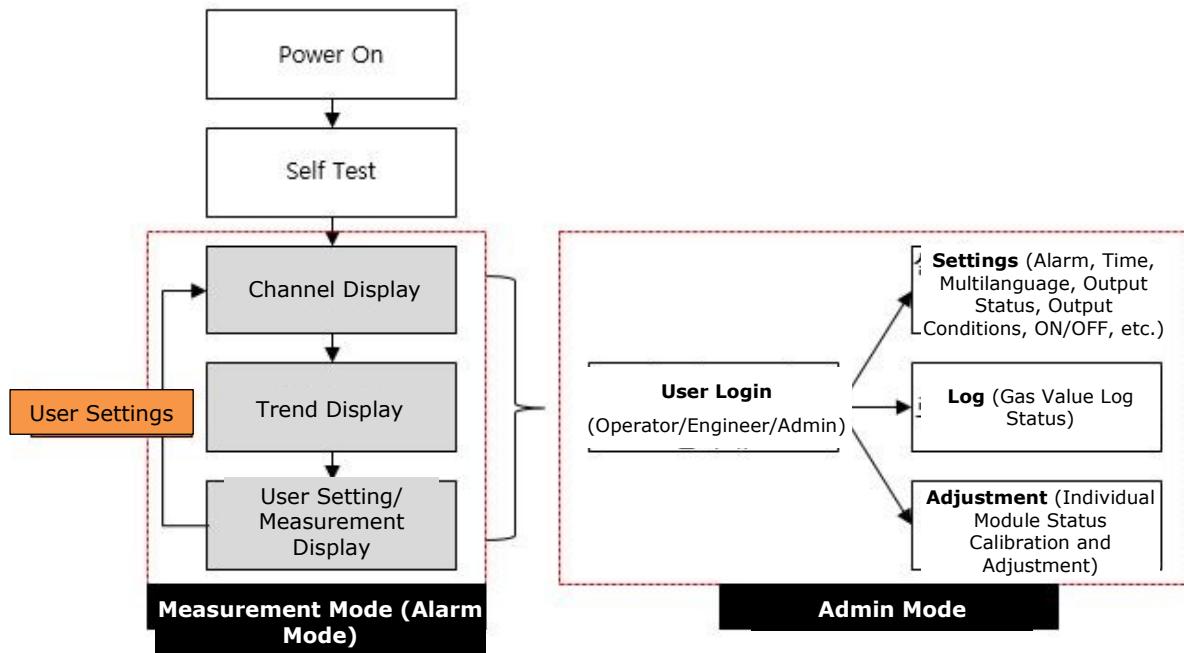 Power On
Self Test
Channel Display
Trend Display
User Setting/
Measurement
Display
User Settings
Measurement Mode (Alarm
Mode)
User Login
(Operator/Engineer/Admin)
Settings (Alarm, Time,
Multilanguage, Output
Status, Output
Conditions, ON/OFF, etc.)
Log (Gas Value Log
Status)
Adjustment (Individual
Module Status
Calibration and
Adjustment)
Admin Mode